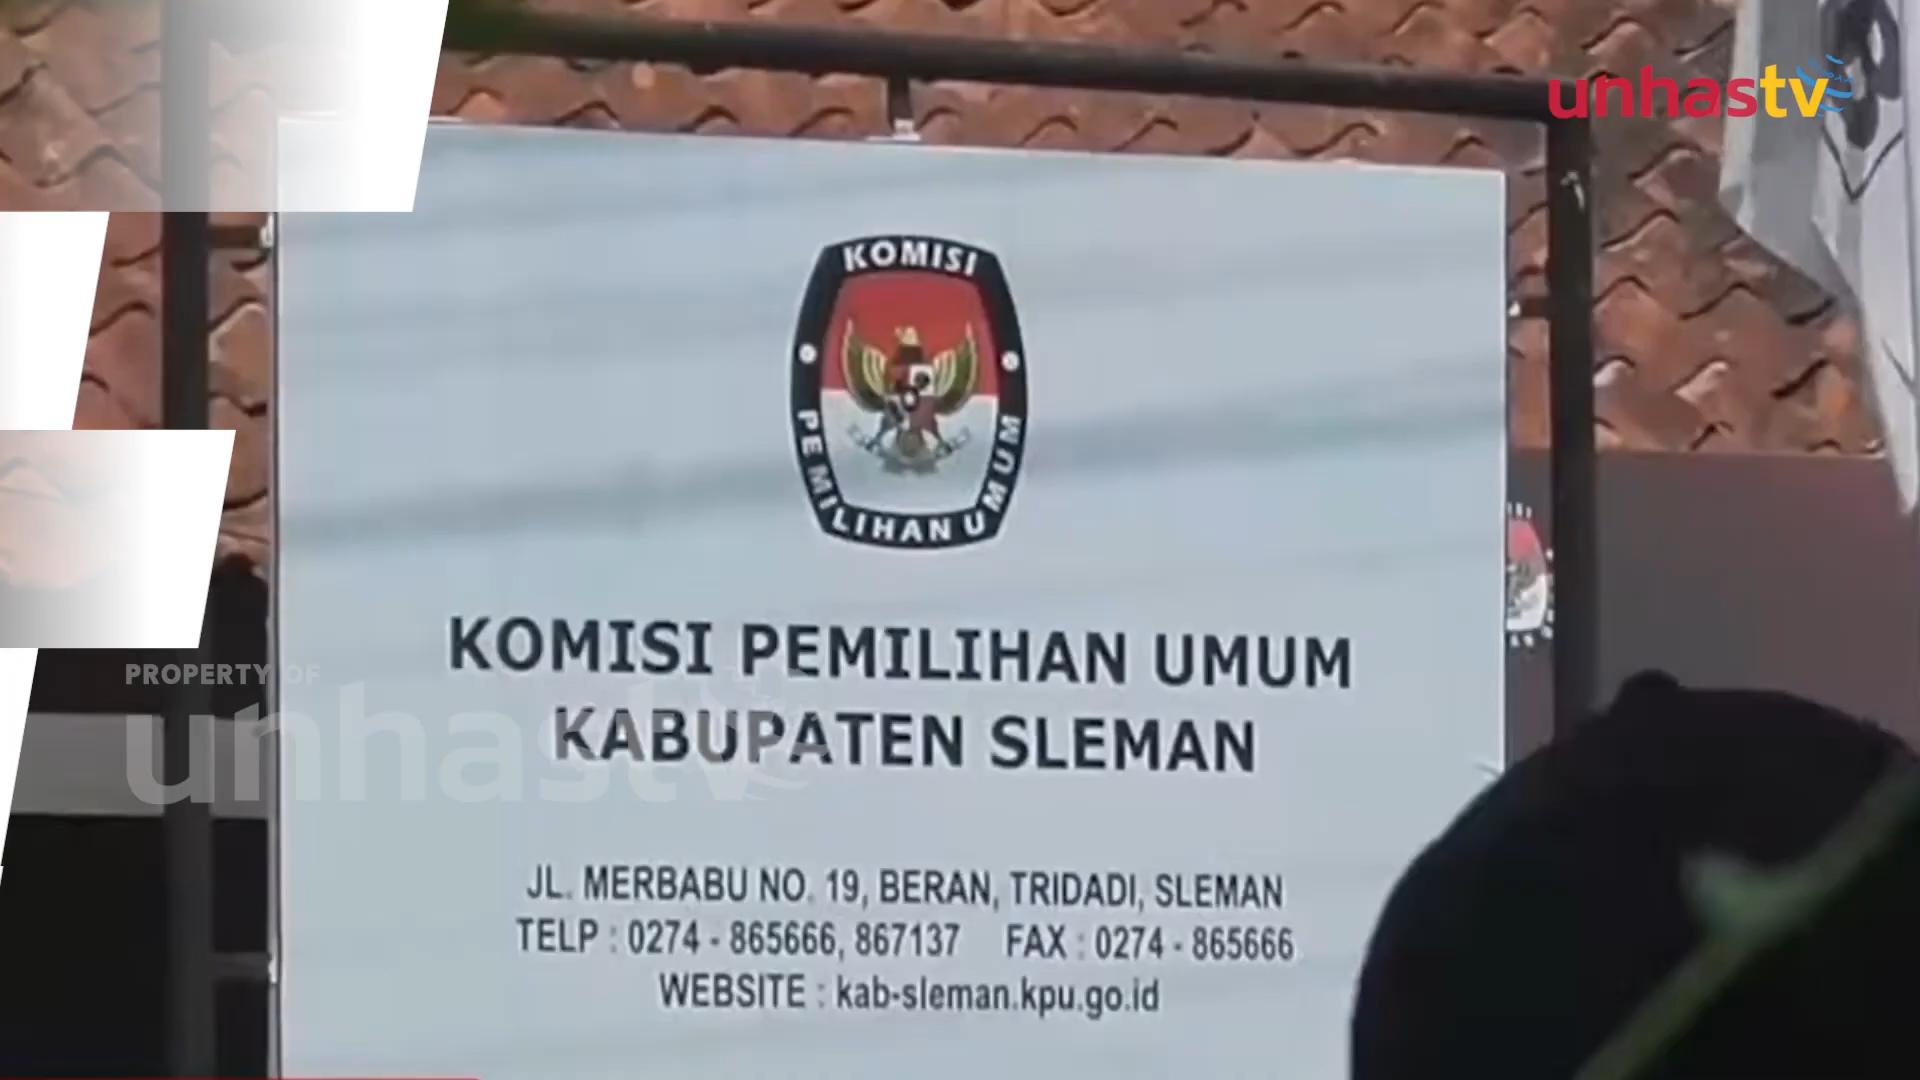 unhastv
KOMISI
PEMILIHAN UMUM
KOMISI PEMILIHAN UMUM
KABUPATEN SLEMAN
PROPERTY OF
unhastv
JL. MERBABU NO. 19, BERAN, TRIDADI, SLEMAN
TELP : 0274 - 865666, 867137 FAX : 0274 - 865666
WEBSITE : kab-sleman.kpu.go.id